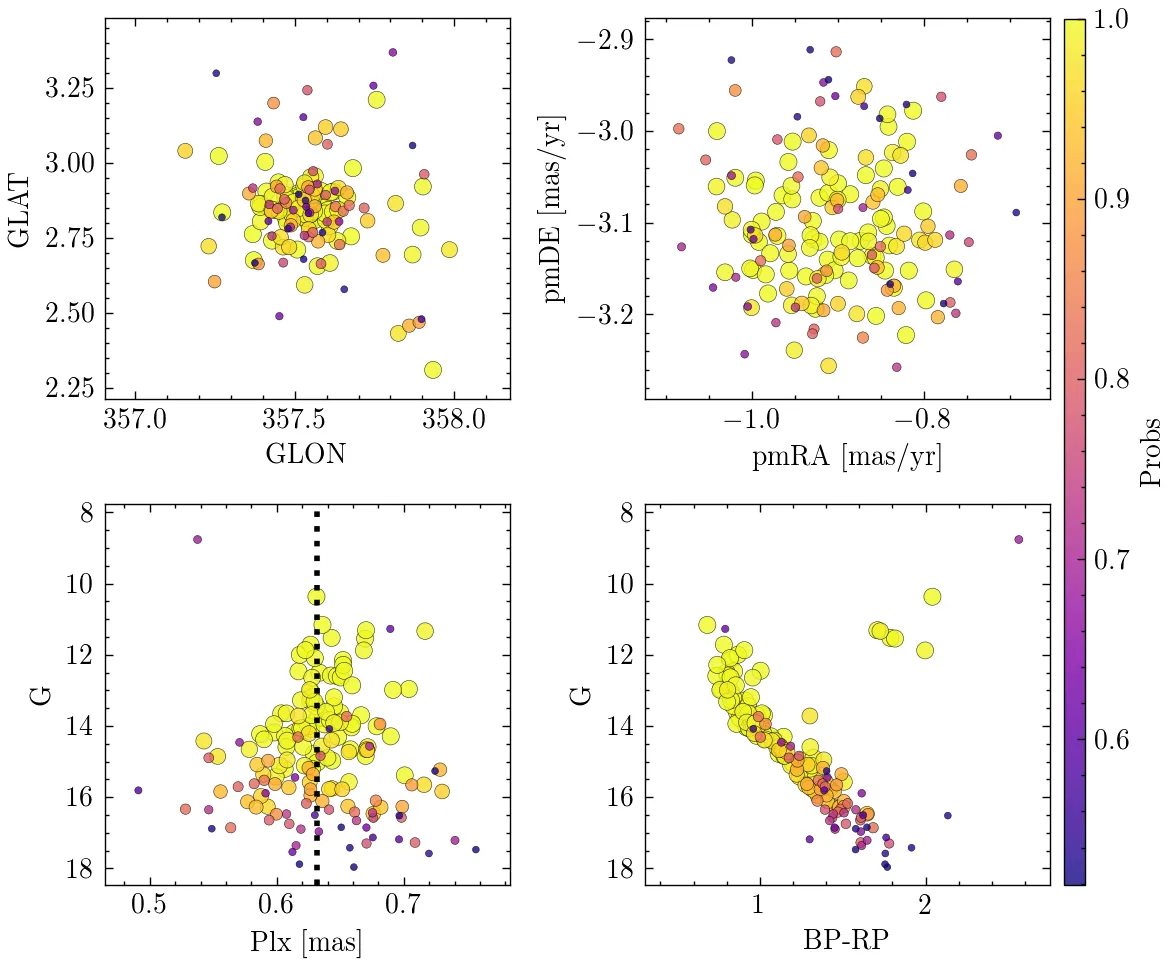 3.25
3.00
2.75
2.50
2.25
GLAT
357.0 357.5 358.0
GLON
−2.9
−3.0
−3.1
−3.2
pmDE [mas/yr]
−1.0 −0.8
pmRA [mas/yr]
1.0
0.9
0.8
0.7
0.6
Probs
8
10
12
14
16
18
G
0.5 0.6 0.7
Plx [mas]
8
10
12
14
16
18
G
1 2
BP-RP